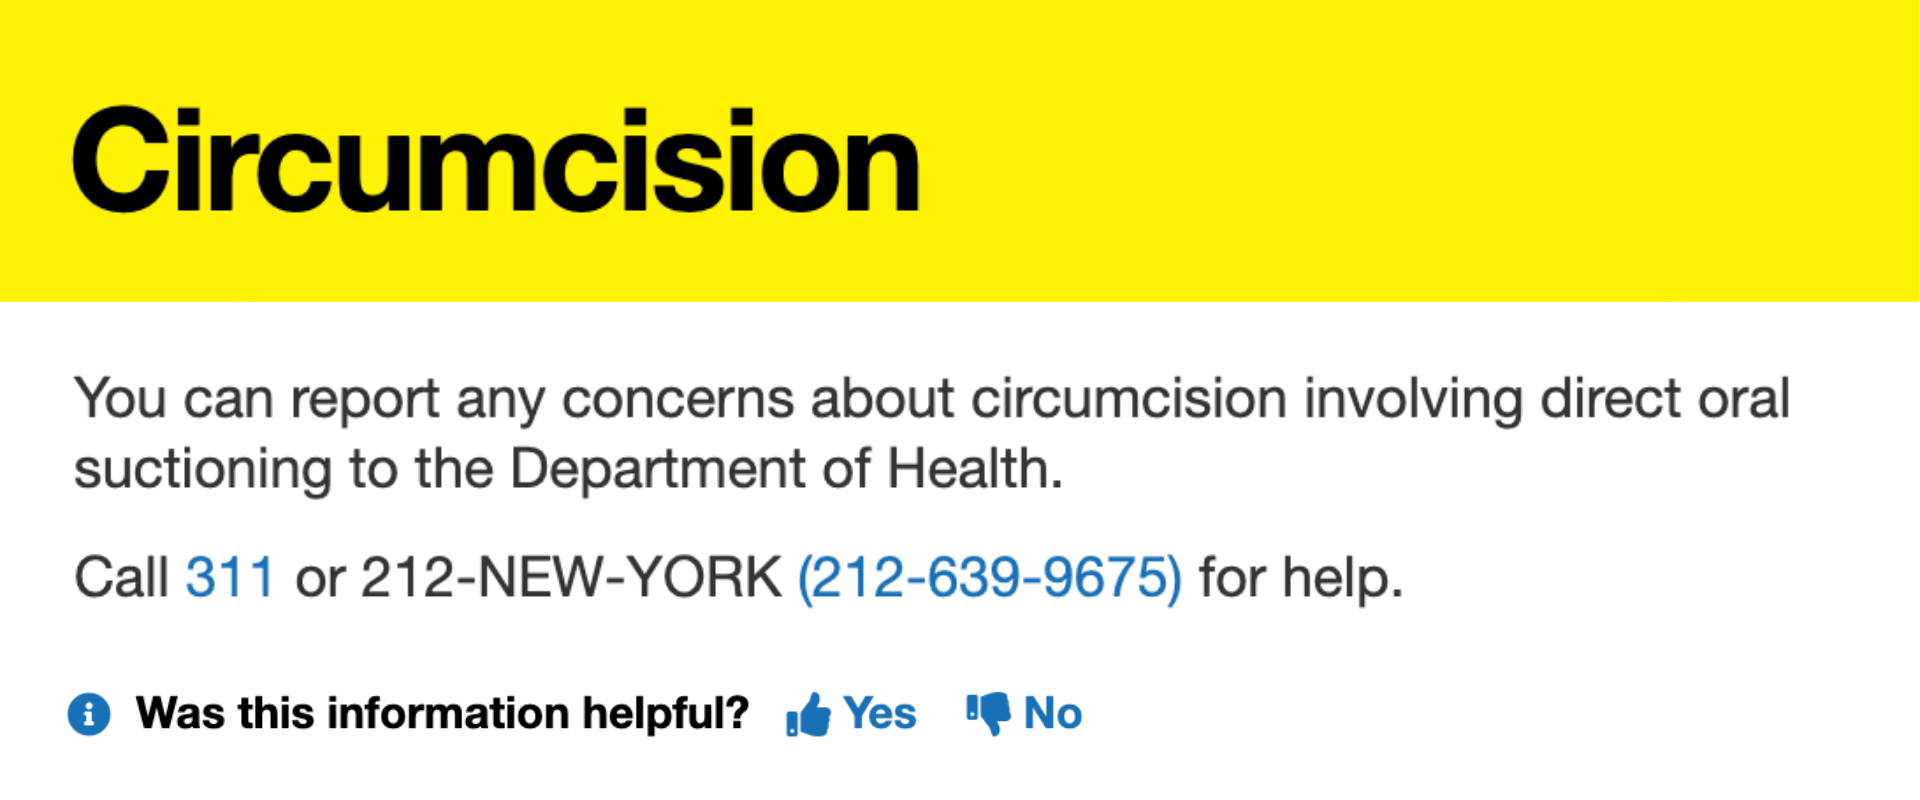 Circumcision
You can report any concerns about circumcision involving direct oral
suctioning to the Department of Health.
Call 311 or 212-NEW-YORK (212-639-9675) for help.
Was this information helpful? Yes No